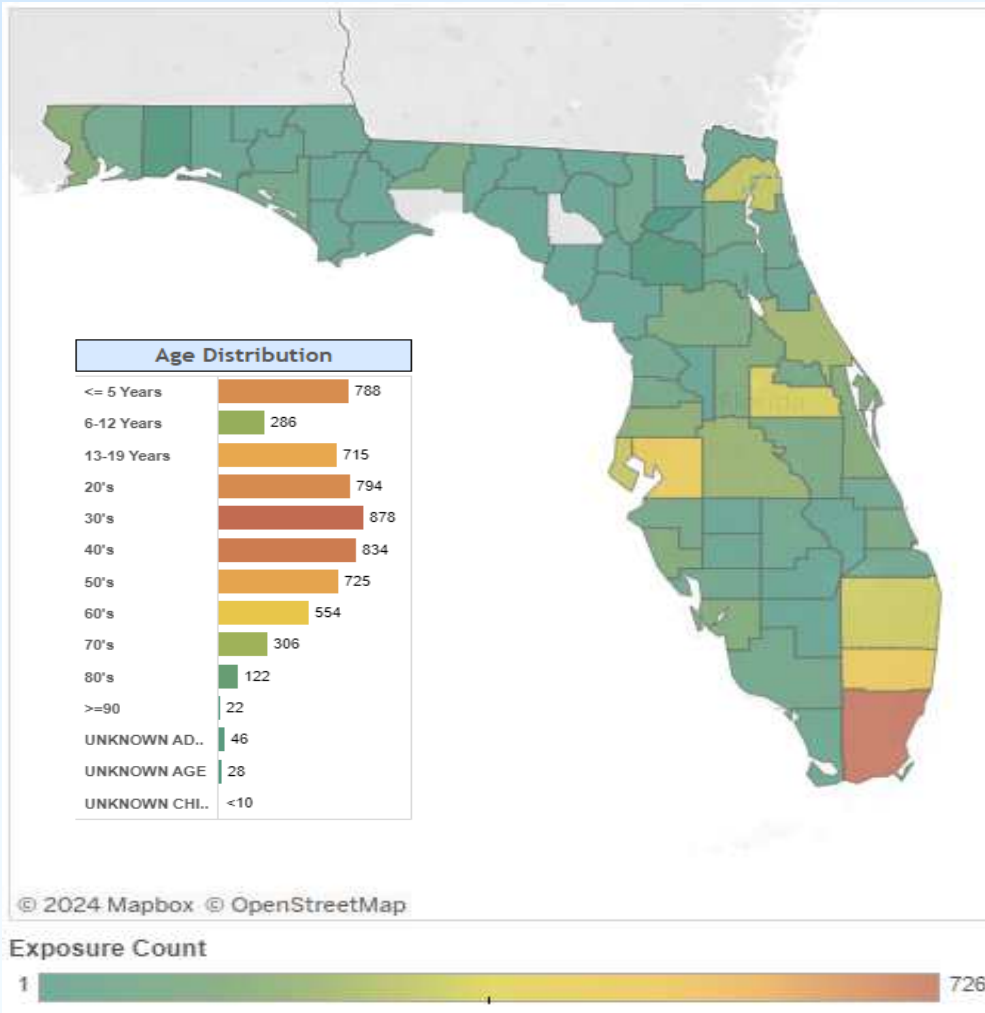 Age Distribution
<= 5 Years 788
6-12 Years 286
13-19 Years 715
20's 794
30's 878
40's 834
50's 725
60's 554
70's 306
80's 122
>=90 22
UNKNOWN AD.. 46
UNKNOWN AGE 28
UNKNOWN CHI.. <10
© 2024 Mapbox © OpenStreetMap
Exposure Count
1 726